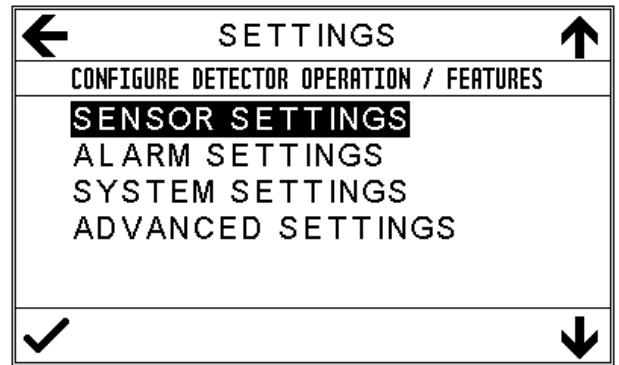 SETTINGS
CONFIGURE DETECTOR OPERATION / FEATURES
SENSOR SETTINGS
ALARM SETTINGS
SYSTEM SETTINGS
ADVANCED SETTINGS